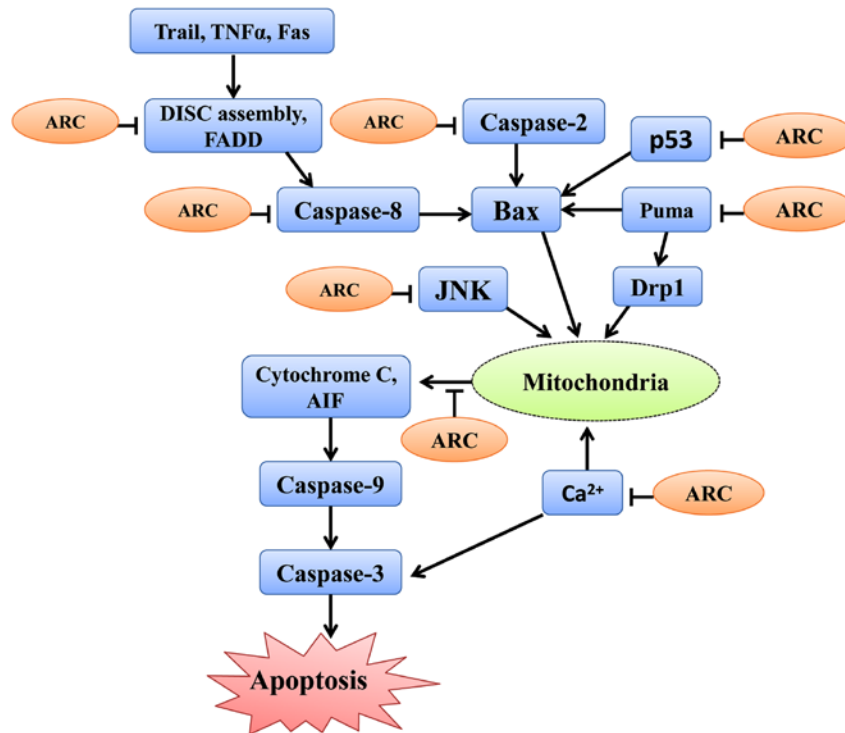 Trail, TNFα, Fas
ARC
DISC assembly,
FADD
ARC
Caspase-2
p53
ARC
ARC
Caspase-8
Bax
Puma
ARC
ARC
JNK
Drp1
Cytochrome C,
AIF
Mitochondria
ARC
Caspase-9
Ca²⁺
ARC
Caspase-3
Apoptosis